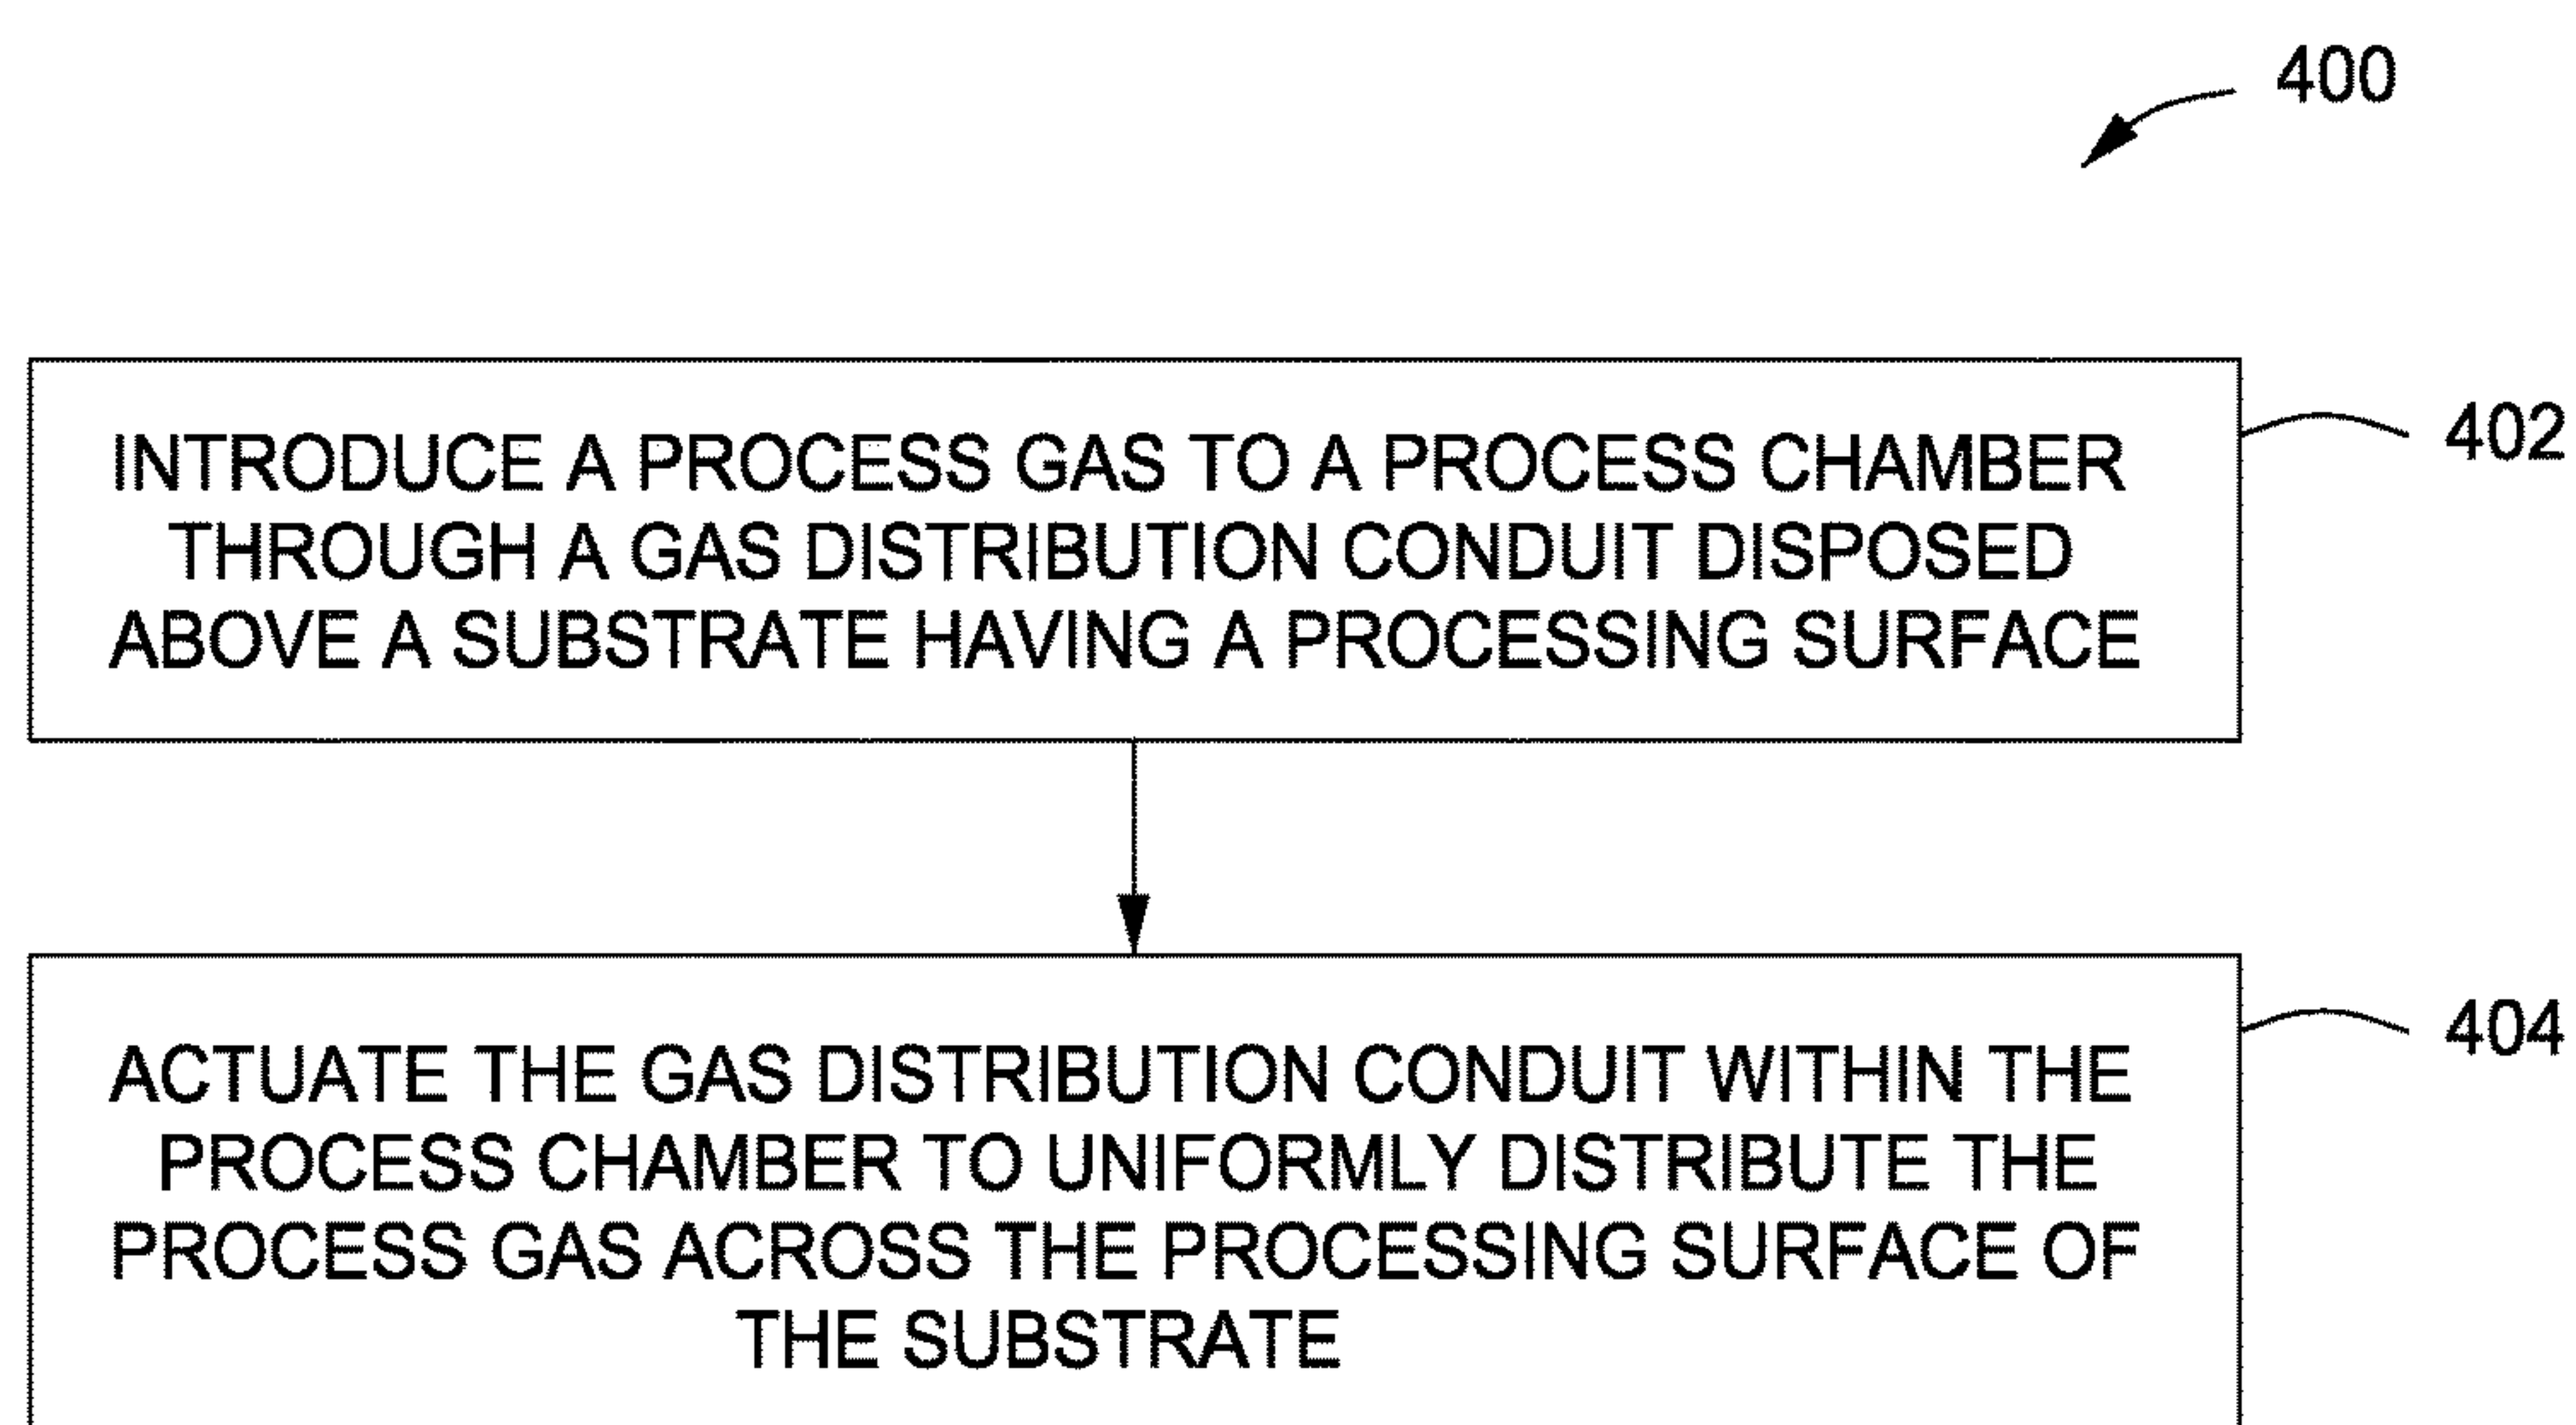 400
INTRODUCE A PROCESS GAS TO A PROCESS CHAMBER
THROUGH A GAS DISTRIBUTION CONDUIT DISPOSED
ABOVE A SUBSTRATE HAVING A PROCESSING SURFACE
402
ACTUATE THE GAS DISTRIBUTION CONDUIT WITHIN THE
PROCESS CHAMBER TO UNIFORMLY DISTRIBUTE THE
PROCESS GAS ACROSS THE PROCESSING SURFACE OF
THE SUBSTRATE
404